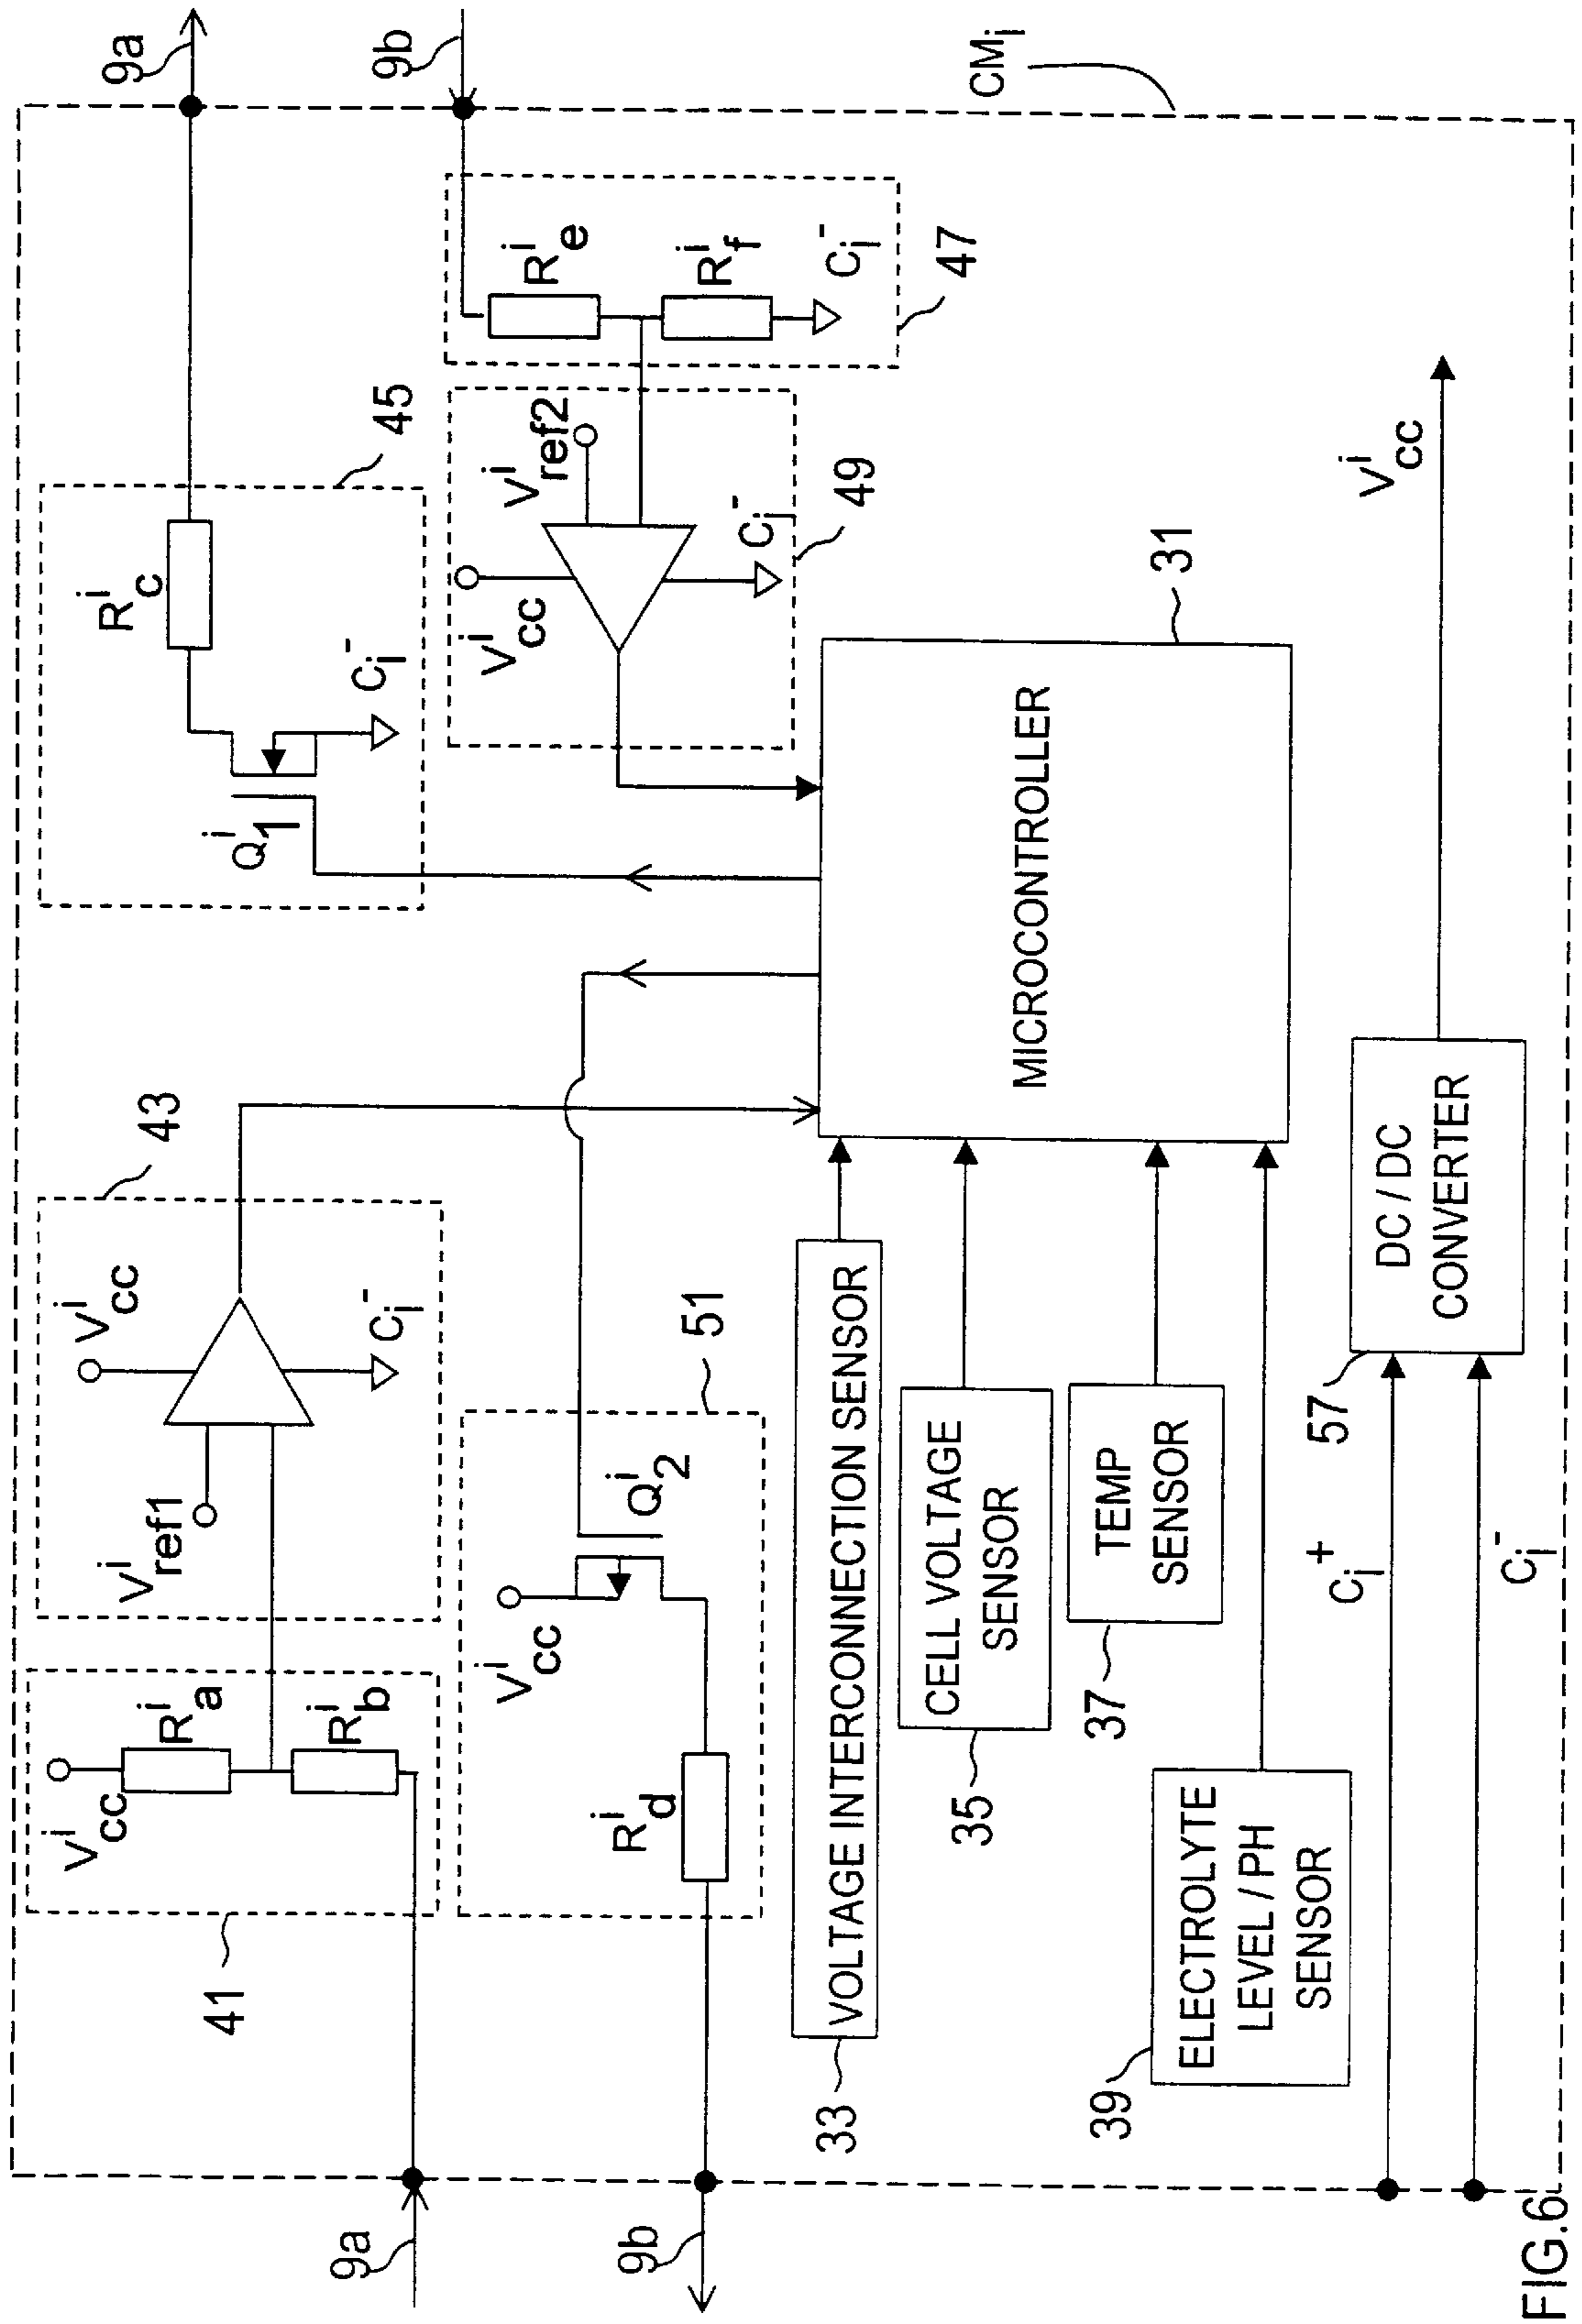 Vicc
Ria
Rib
41
Vicc
Viref1
Ci-
43
Ric
Qi1
Ci-
45
9a
9a
Vicc
Qi2
Rid
51
Vicc
Viref2
Ci-
49
Rie
Rif
Ci-
47
9b
9b
CMi
33
VOLTAGE INTERCONNECTION SENSOR
35
CELL VOLTAGE
SENSOR
37
TEMP
SENSOR
39
ELECTROLYTE
LEVEL / PH
SENSOR
MICROCONTROLLER
31
Ci+
Ci-
57
DC / DC
CONVERTER
Vicc
FIG.6